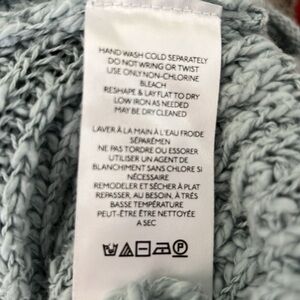 HAND WASH COLD SEPARATELY
DO NOT WRING OR TWIST
USE ONLY NON-CHLORINE
BLEACH
RESHAPE & LAY FLAT TO DRY
LOW IRON AS NEEDED
MAY BE DRY CLEANED
LAVER À LA MAIN À L'EAU FROIDE
SÉPARÉMEN
NE PAS TORDRE OU ESSORER
UTILISER UN AGENT DE
BLANCHIMENT SANS CHLORE SI
NÉCESSAIRE
REMODELER ET SÉCHER À PLAT
REPASSER, AU BESOIN, À TRÈS
BASSE TEMPÉRATURE
PEUT-ÊTRE ÊTRE NETTOYÉE
A SEC